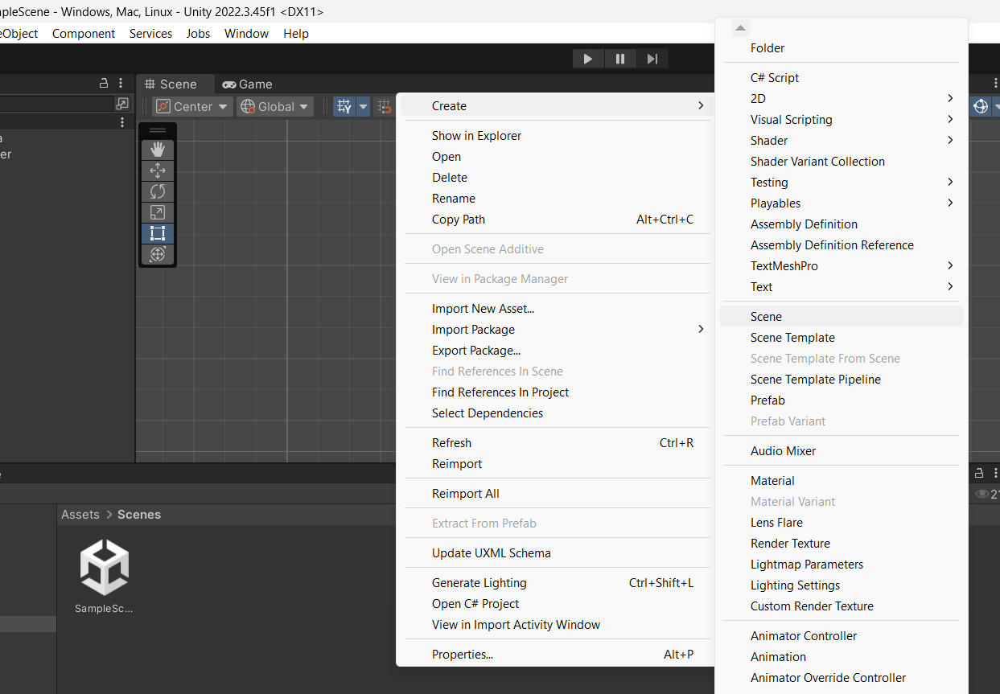 pleScene - Windows, Mac, Linux - Unity 2022.3.45f1 <DX11>
eObject Component Services Jobs Window Help
Scene Game
Center Global
a
er
Create
Show in Explorer
Open
Delete
Rename
Copy Path Alt+Ctrl+C
Open Scene Additive
View in Package Manager
Import New Asset...
Import Package
Export Package...
Find References In Scene
Find References In Project
Select Dependencies
Refresh Ctrl+R
Reimport
Reimport All
Extract From Prefab
Update UXML Schema
Generate Lighting Ctrl+Shift+L
Open C# Project
View in Import Activity Window
Properties... Alt+P
Folder
C# Script
2D
Visual Scripting
Shader
Shader Variant Collection
Testing
Playables
Assembly Definition
Assembly Definition Reference
TextMeshPro
Text
Scene
Scene Template
Scene Template From Scene
Scene Template Pipeline
Prefab
Prefab Variant
Audio Mixer
Material
Material Variant
Lens Flare
Render Texture
Lightmap Parameters
Lighting Settings
Custom Render Texture
Animator Controller
Animation
Animator Override Controller
Assets > Scenes
SampleSc...